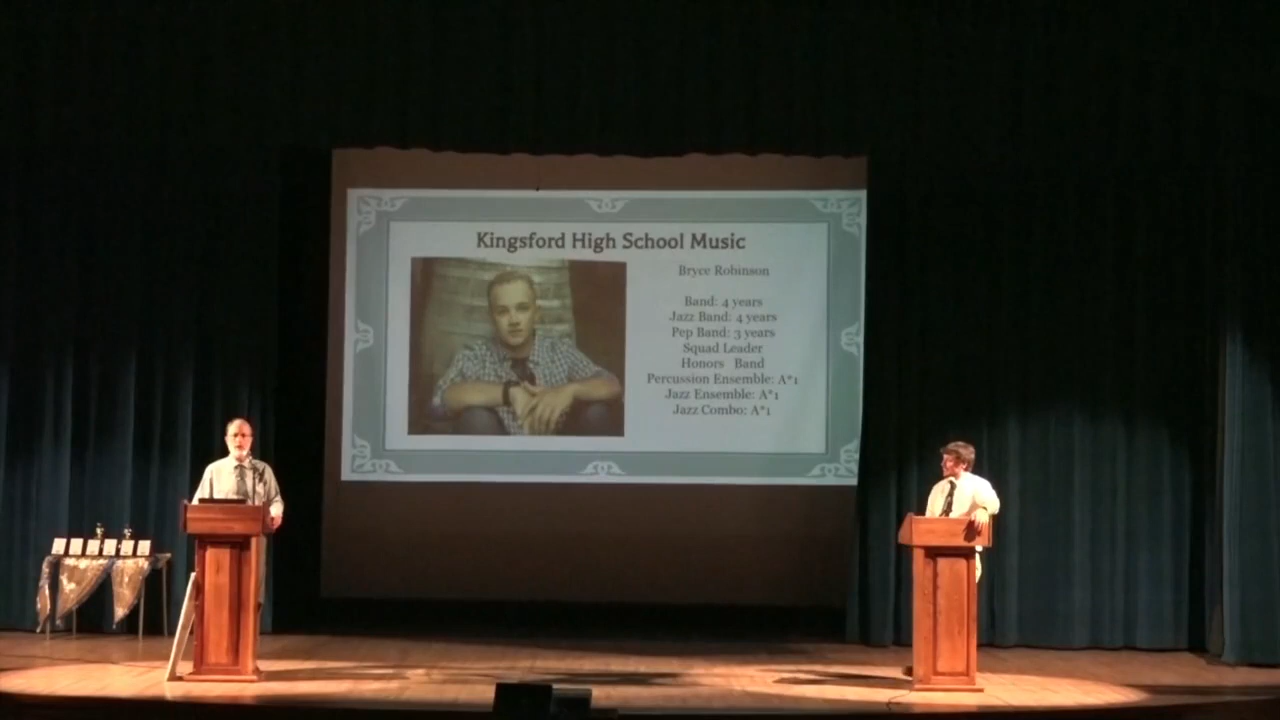 Kingsford High School Music
Bryce Robinson
Band: 4 years
Jazz Band: 4 years
Pep Band: 3 years
Squad Leader
Honors Band
Percussion Ensemble: A*1
Jazz Ensemble: A*1
Jazz Combo: A*1